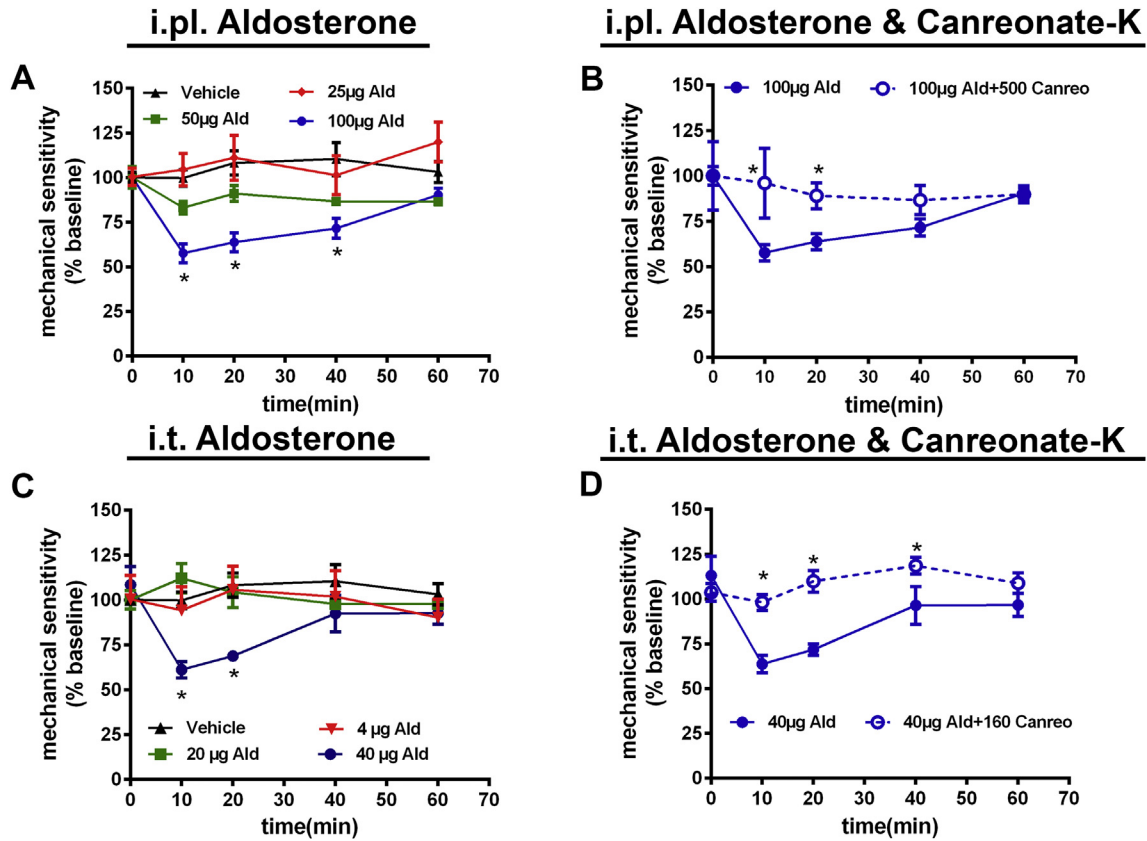 i.pl. Aldosterone
i.pl. Aldosterone & Canreonate-K
A
Vehicle
25µg Ald
50µg Ald
100µg Ald
mechanical sensitivity
(% baseline)
150
125
100
75
50
25
0
* * *
0 10 20 30 40 50 60 70
time(min)
B
100µg Ald
100µg Ald+500 Canreo
mechanical sensitivity
(% baseline)
150
125
100
75
50
25
0
* *
0 10 20 30 40 50 60 70
time(min)
i.t. Aldosterone
i.t. Aldosterone & Canreonate-K
C
mechanical sensitivity
(% baseline)
150
125
100
75
50
25
0
* *
Vehicle
4 µg Ald
20 µg Ald
40 µg Ald
0 10 20 30 40 50 60 70
time(min)
D
mechanical sensitivity
(% baseline)
150
125
100
75
50
25
0
* * *
40µg Ald
40µg Ald+160 Canreo
0 10 20 30 40 50 60 70
time(min)